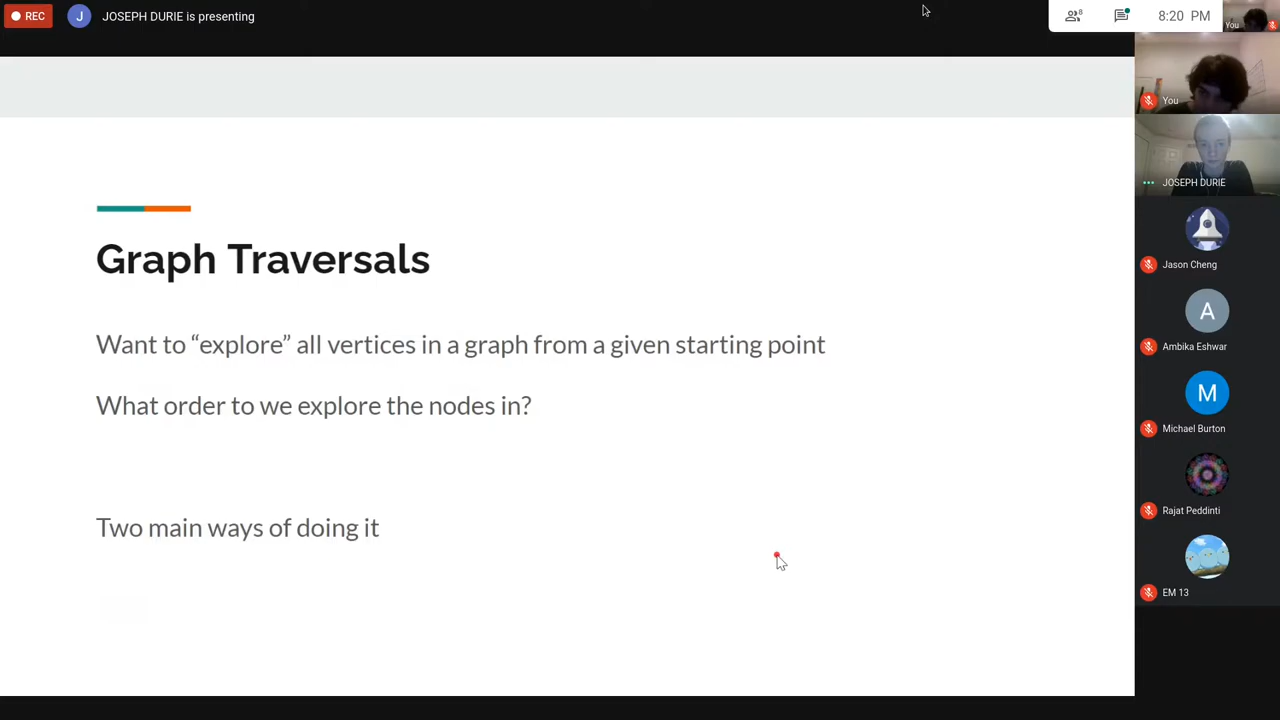 REC
J
JOSEPH DURIE is presenting
8
8:20 PM
You
You
JOSEPH DURIE
Graph Traversals
Want to “explore” all vertices in a graph from a given starting point
What order to we explore the nodes in?
Two main ways of doing it
Jason Cheng
A
Ambika Eshwar
M
Michael Burton
Rajat Peddinti
EM 13